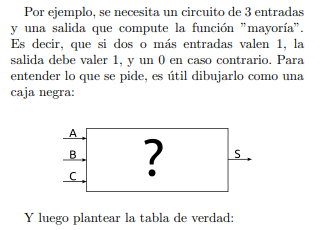 Por ejemplo, se necesita un circuito de 3 entradas
y una salida que compute la función ”mayoría”.
Es decir, que si dos o más entradas valen 1, la
salida debe valer 1, y un 0 en caso contrario. Para
entender lo que se pide, es útil dibujarlo como una
caja negra:
A
B
C
?
S
Y luego plantear la tabla de verdad: